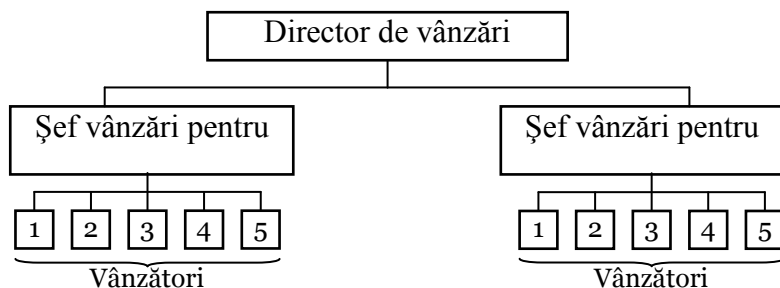 Director de vânzări
Şef vânzări pentru
Şef vânzări pentru
1 2 3 4 5
1 2 3 4 5
Vânzători
Vânzători